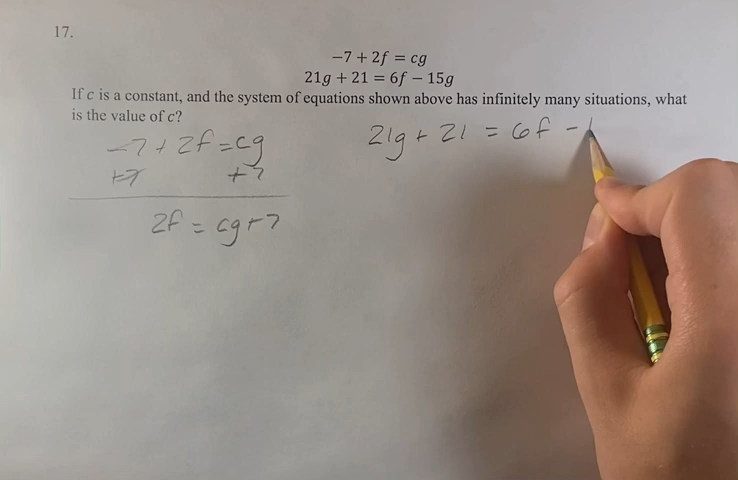 17.
−7 + 2f = cg
21g + 21 = 6f − 15g
If c is a constant, and the system of equations shown above has infinitely many situations, what
is the value of c?
-7 + 2f = cg
+7 +7
2f = cg + 7
21g + 21 = 6f - 1